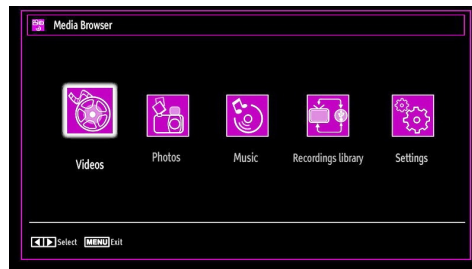 Media Browser
Videos
Photos
Music
Recordings library
Settings
Select MENU Exit